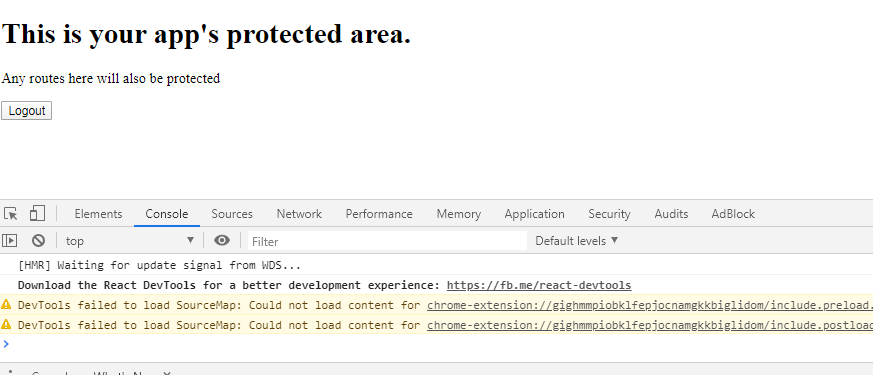 This is your app's protected area.
Any routes here will also be protected
Logout
Elements Console Sources Network Performance Memory Application Security Audits AdBlock
top Filter Default levels
[HMR] Waiting for update signal from WDS...
Download the React DevTools for a better development experience: https://fb.me/react-devtools
DevTools failed to load SourceMap: Could not load content for chrome-extension://gighmmpiobklfepjocnamgkkbiglidom/include.preload.
DevTools failed to load SourceMap: Could not load content for chrome-extension://gighmmpiobklfepjocnamgkkbiglidom/include.postload